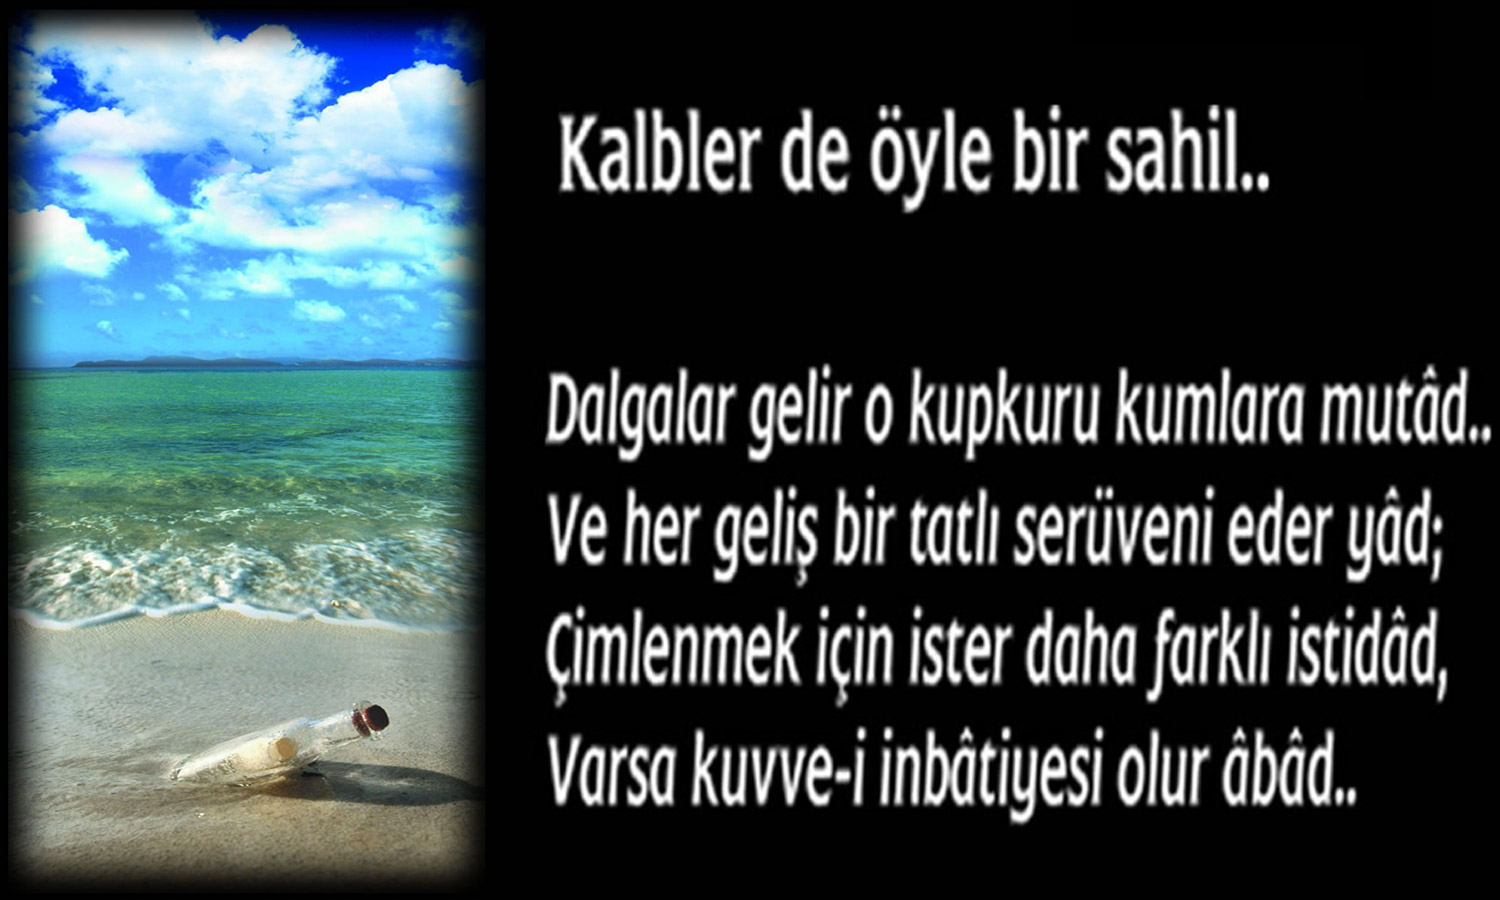 Kalbler de öyle bir sahil..
Dalgalar gelir o kupkuru kumlara mutâd..
Ve her geliş bir tatlı serüveni eder yâd;
Çimlenmek için ister daha farklı istidâd,
Varsa kuvve-i inbâtiyesi olur âbâd..